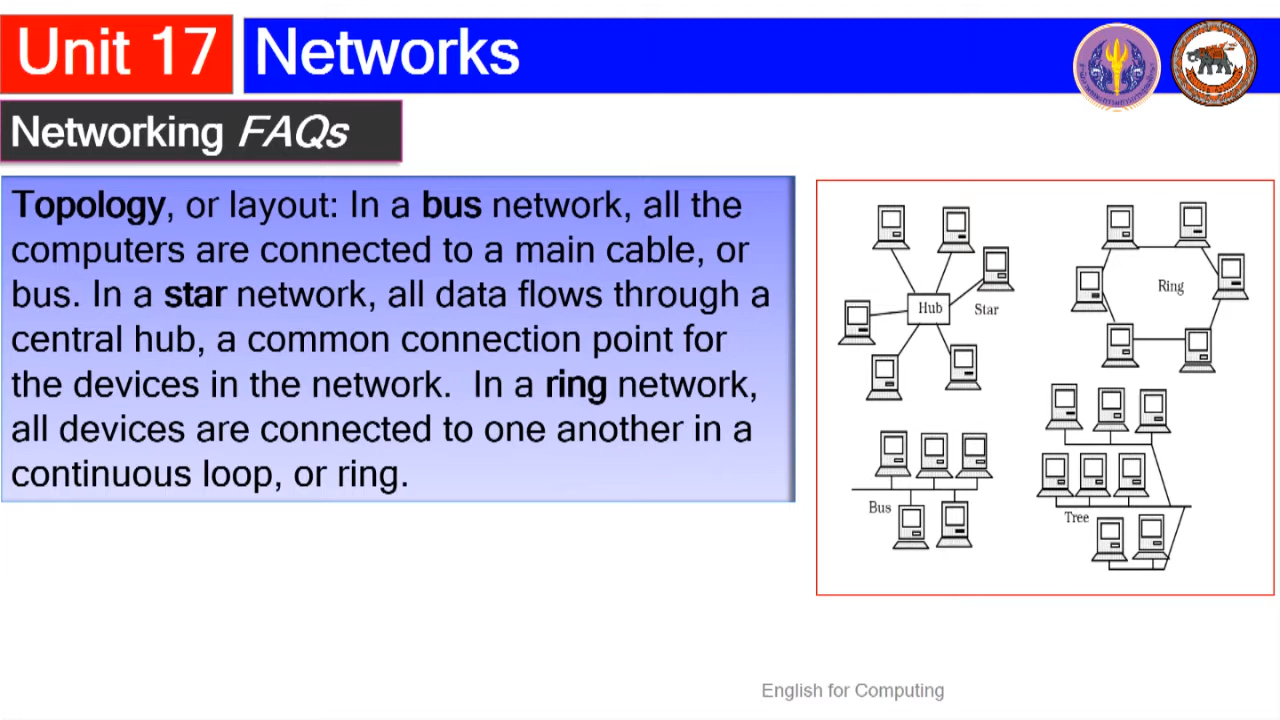 Unit 17
Networks
Networking FAQs
Topology, or layout: In a bus network, all the
computers are connected to a main cable, or
bus. In a star network, all data flows through a
central hub, a common connection point for
the devices in the network.  In a ring network,
all devices are connected to one another in a
continuous loop, or ring.
Hub
Star
Ring
Bus
Tree
English for Computing